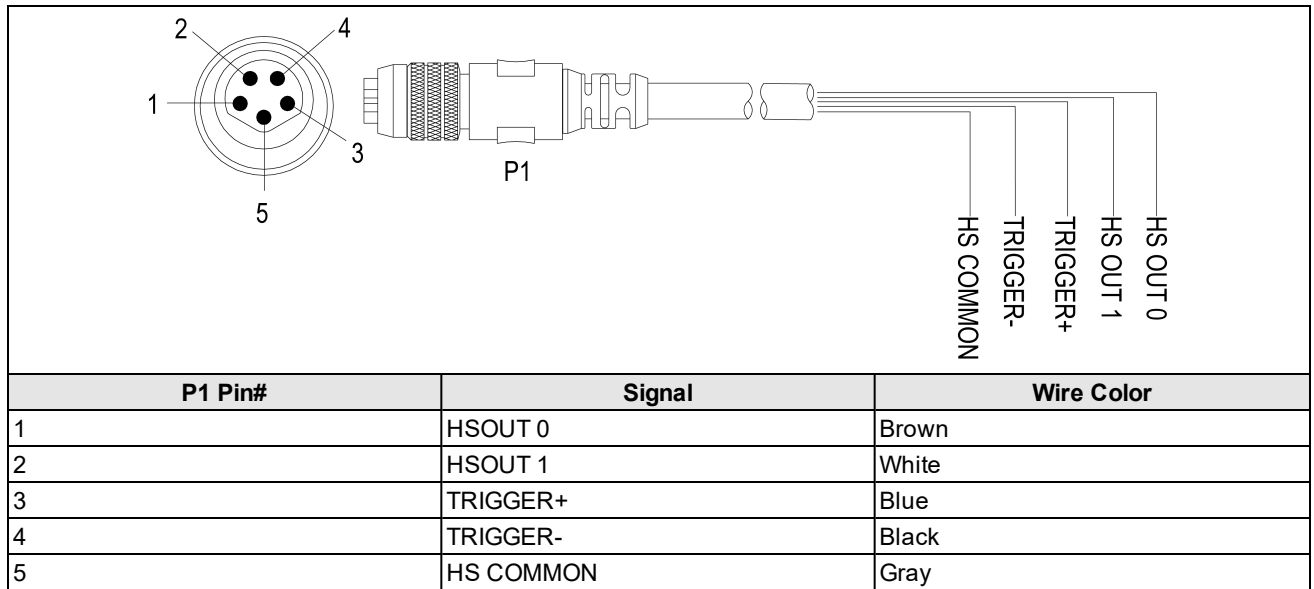 2
4
1
3
5
P1
HS COMMON
TRIGGER-
TRIGGER+
HS OUT 1
HS OUT 0
P1 Pin# Signal Wire Color
1 HSOUT 0 Brown
2 HSOUT 1 White
3 TRIGGER+ Blue
4 TRIGGER- Black
5 HS COMMON Gray